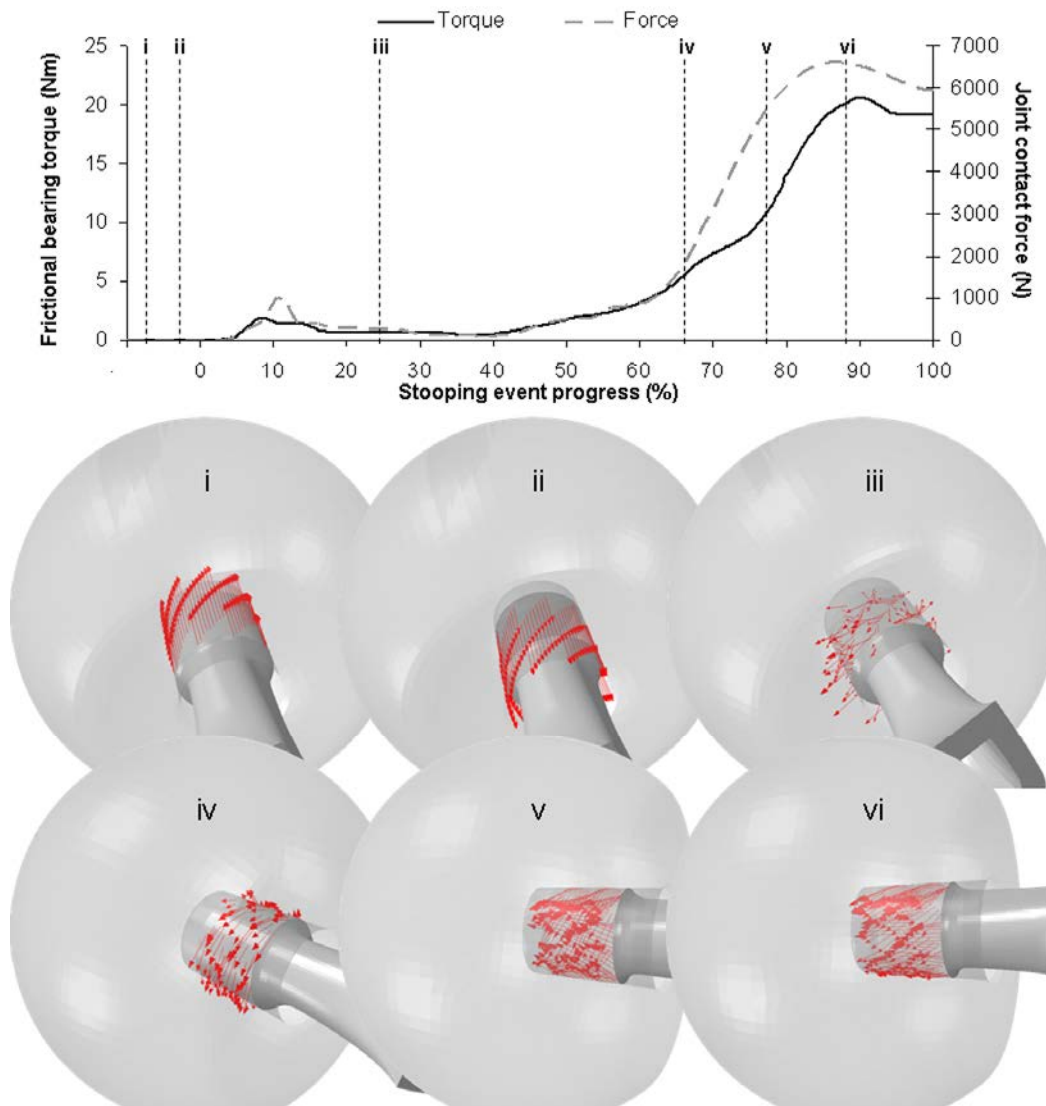 Torque Force
i ii iii iv v vi
Frictional bearing torque (Nm)
25
20
15
10
5
0
7000
6000
5000
4000
3000
2000
1000
0
Joint contact force (N)
0 10 20 30 40 50 60 70 80 90 100
Stooping event progress (%)
i ii iii
iv v vi